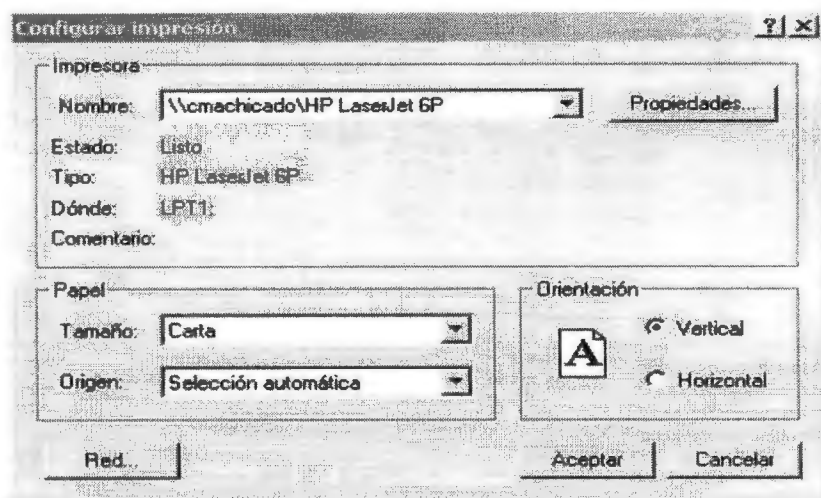 Configurar impresión
Impresora
Nombre: \\cmachicado\HP LaserJet 6P Propiedades...
Estado: Listo
Tipo: HP LaserJet 6P
Dónde: LPT1:
Comentario:
Papel
Tamaño: Carta
Origen: Selección automática
Orientación
A
Vertical
Horizontal
Red... Aceptar Cancelar